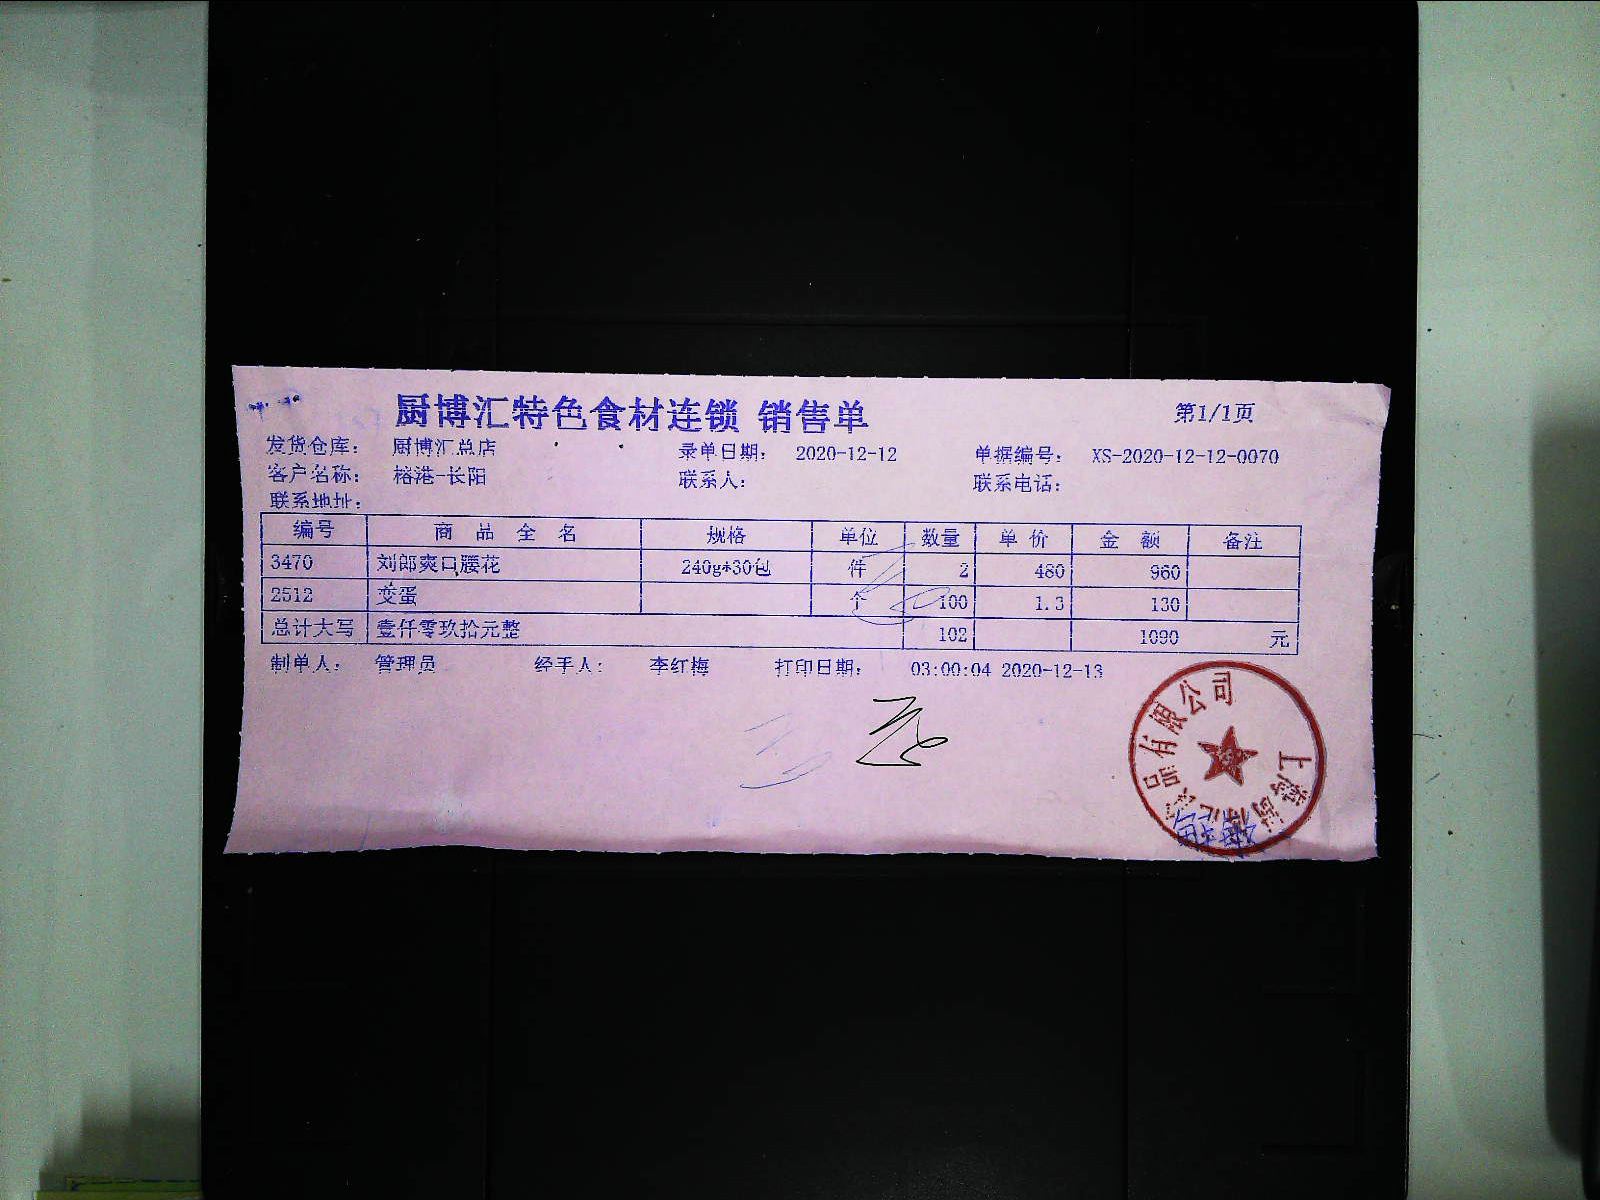 厨博汇特色食材连锁 销售单 第1/1页
发货仓库： 厨博汇总店 录单日期： 2020-12-12 单据编号： XS-2020-12-12-0070
客户名称： 榕港-长阳 联系人： 联系电话：
联系地址：
编号 商品全名 规格 单位 数量 单价 金额 备注
3470 刘郎爽口腰花 240g*30包 件 2 480 960
2512 变蛋 个 100 1.3 130
总计大写 壹仟零玖拾元整 102 1090 元
制单人： 管理员 经手人： 李红梅 打印日期： 03:00:04 2020-12-13
品有限公司
上海